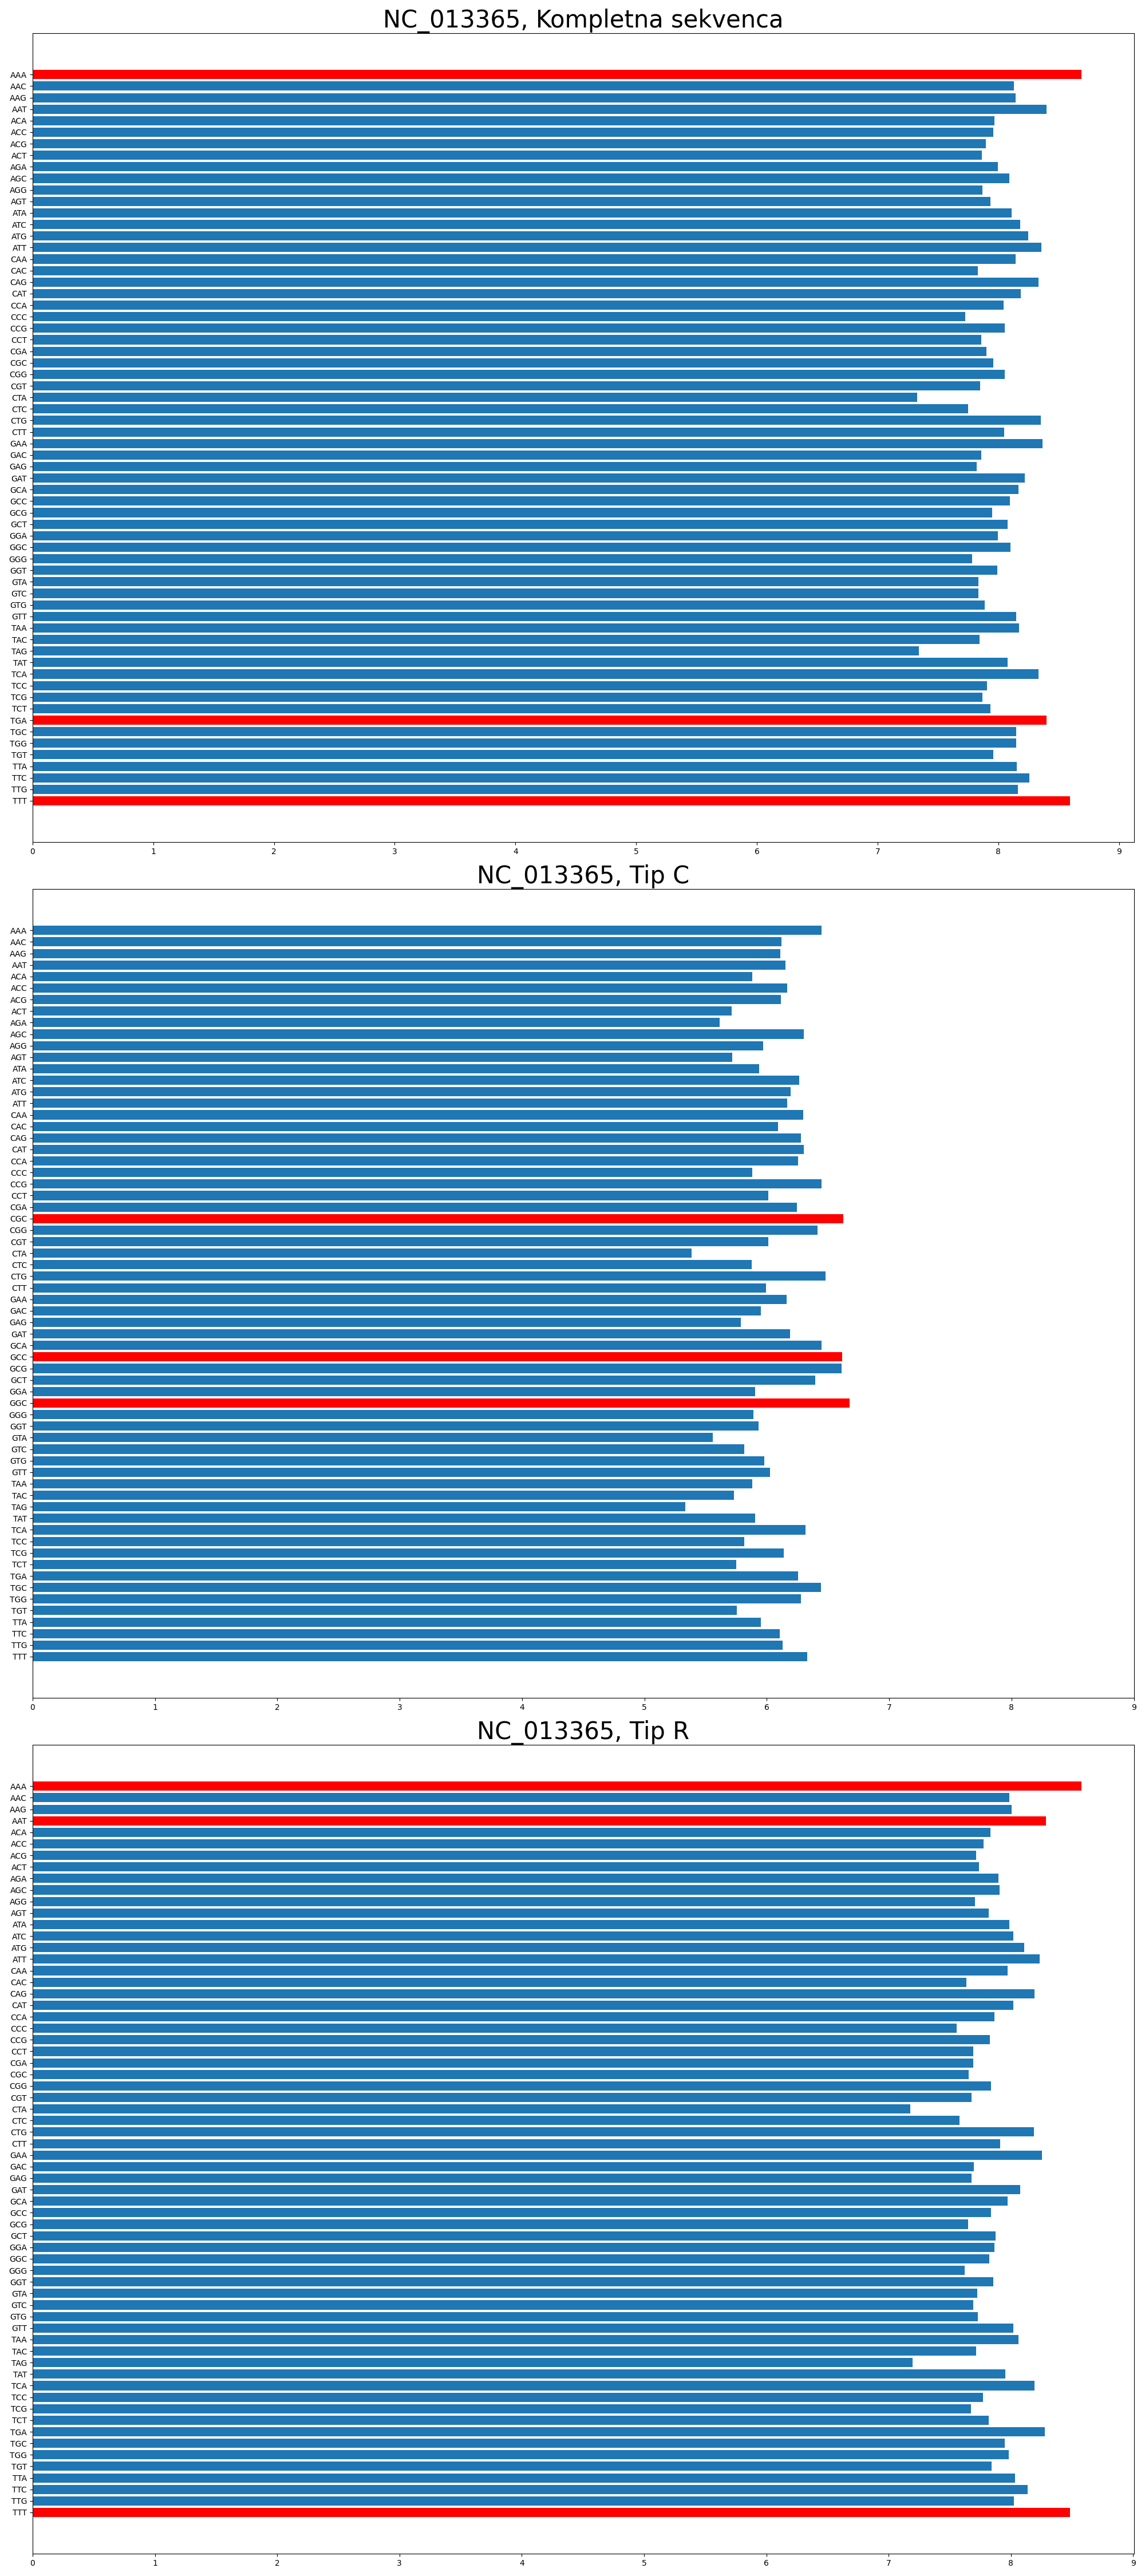 NC_013365, Kompletna sekvenca
AAA
AAC
AAG
AAT
ACA
ACC
ACG
ACT
AGA
AGC
AGG
AGT
ATA
ATC
ATG
ATT
CAA
CAC
CAG
CAT
CCA
CCC
CCG
CCT
CGA
CGC
CGG
CGT
CTA
CTC
CTG
CTT
GAA
GAC
GAG
GAT
GCA
GCC
GCG
GCT
GGA
GGC
GGG
GGT
GTA
GTC
GTG
GTT
TAA
TAC
TAG
TAT
TCA
TCC
TCG
TCT
TGA
TGC
TGG
TGT
TTA
TTC
TTG
TTT
0 1 2 3 4 5 6 7 8 9
NC_013365, Tip C
AAA
AAC
AAG
AAT
ACA
ACC
ACG
ACT
AGA
AGC
AGG
AGT
ATA
ATC
ATG
ATT
CAA
CAC
CAG
CAT
CCA
CCC
CCG
CCT
CGA
CGC
CGG
CGT
CTA
CTC
CTG
CTT
GAA
GAC
GAG
GAT
GCA
GCC
GCG
GCT
GGA
GGC
GGG
GGT
GTA
GTC
GTG
GTT
TAA
TAC
TAG
TAT
TCA
TCC
TCG
TCT
TGA
TGC
TGG
TGT
TTA
TTC
TTG
TTT
0 1 2 3 4 5 6 7 8 9
NC_013365, Tip R
AAA
AAC
AAG
AAT
ACA
ACC
ACG
ACT
AGA
AGC
AGG
AGT
ATA
ATC
ATG
ATT
CAA
CAC
CAG
CAT
CCA
CCC
CCG
CCT
CGA
CGC
CGG
CGT
CTA
CTC
CTG
CTT
GAA
GAC
GAG
GAT
GCA
GCC
GCG
GCT
GGA
GGC
GGG
GGT
GTA
GTC
GTG
GTT
TAA
TAC
TAG
TAT
TCA
TCC
TCG
TCT
TGA
TGC
TGG
TGT
TTA
TTC
TTG
TTT
0 1 2 3 4 5 6 7 8 9